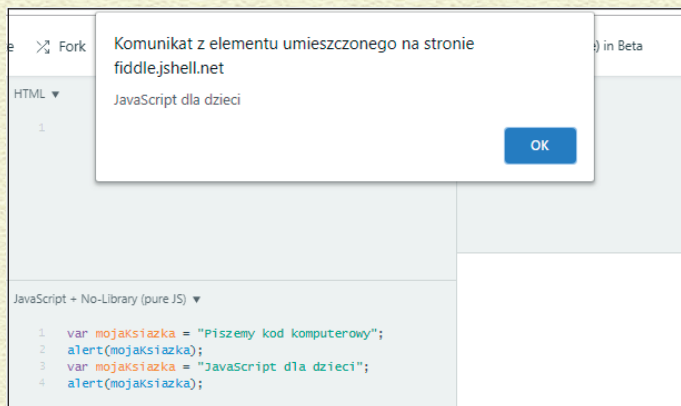 Fork
Komunikat z elementu umieszczonego na stronie
fiddle.jshell.net
JavaScript dla dzieci
OK
) in Beta
HTML ▼
1
JavaScript + No-Library (pure JS) ▼
1 var mojaKsiazka = "Piszemy kod komputerowy";
2 alert(mojaKsiazka);
3 var mojaKsiazka = "JavaScript dla dzieci";
4 alert(mojaKsiazka);